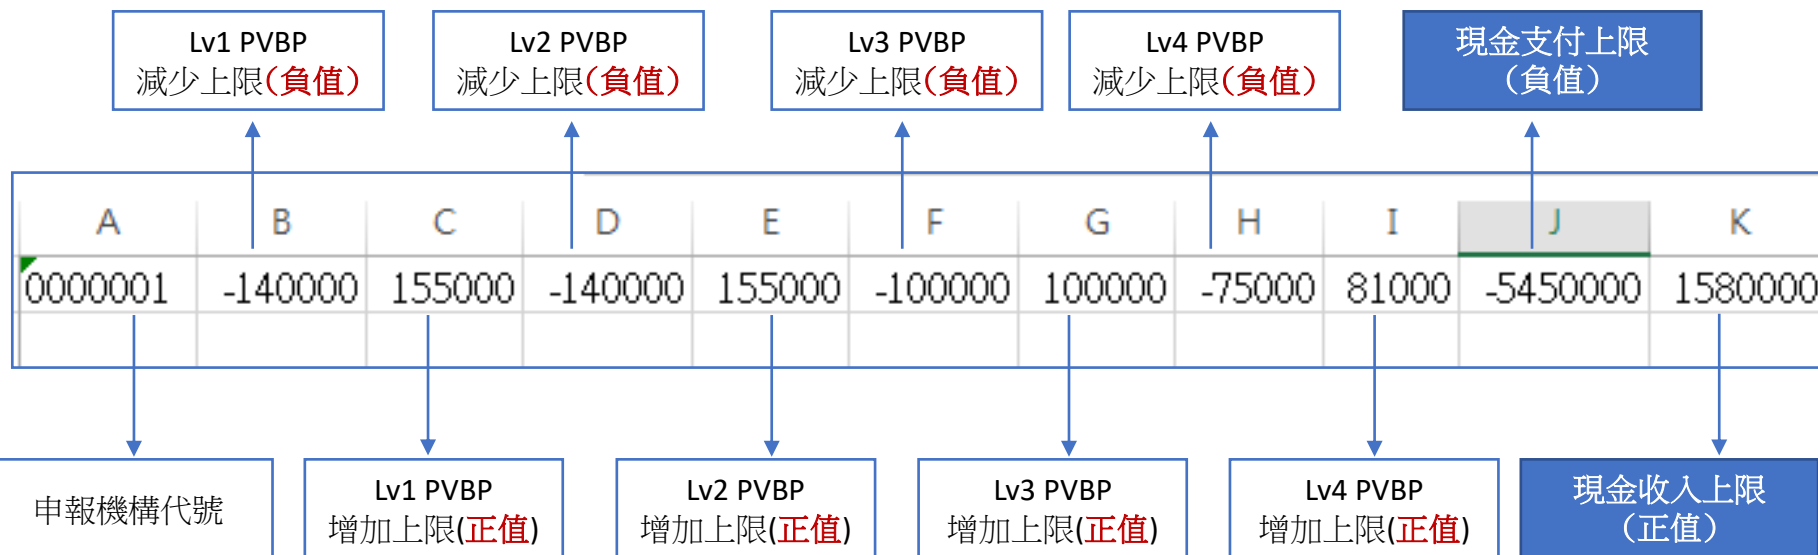 Lv1 PVBP
減少上限(負值)
Lv2 PVBP
減少上限(負值)
Lv3 PVBP
減少上限(負值)
Lv4 PVBP
減少上限(負值)
現金支付上限
(負值)
A B C D E F G H I J K
0000001 -140000 155000 -140000 155000 -100000 100000 -75000 81000 -5450000 1580000
申報機構代號
Lv1 PVBP
增加上限(正值)
Lv2 PVBP
增加上限(正值)
Lv3 PVBP
增加上限(正值)
Lv4 PVBP
增加上限(正值)
現金收入上限
(正值)